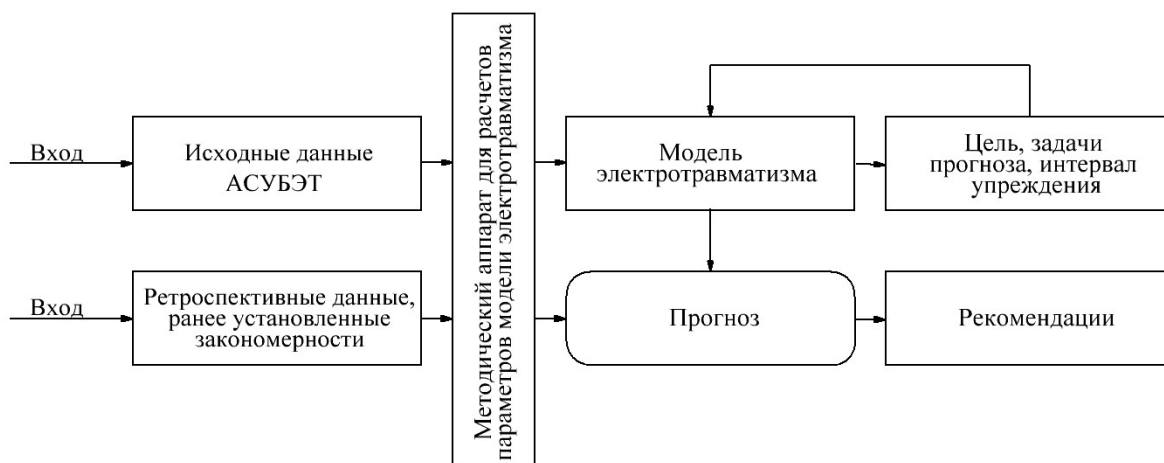 Вход
Исходные данные
АСУБЭТ
Методический аппарат для расчетов
параметров модели электротравматизма
Модель
электротравматизма
Цель, задачи
прогноза, интервал
упреждения
Вход
Ретроспективные данные,
ранее установленные
закономерности
Прогноз
Рекомендации